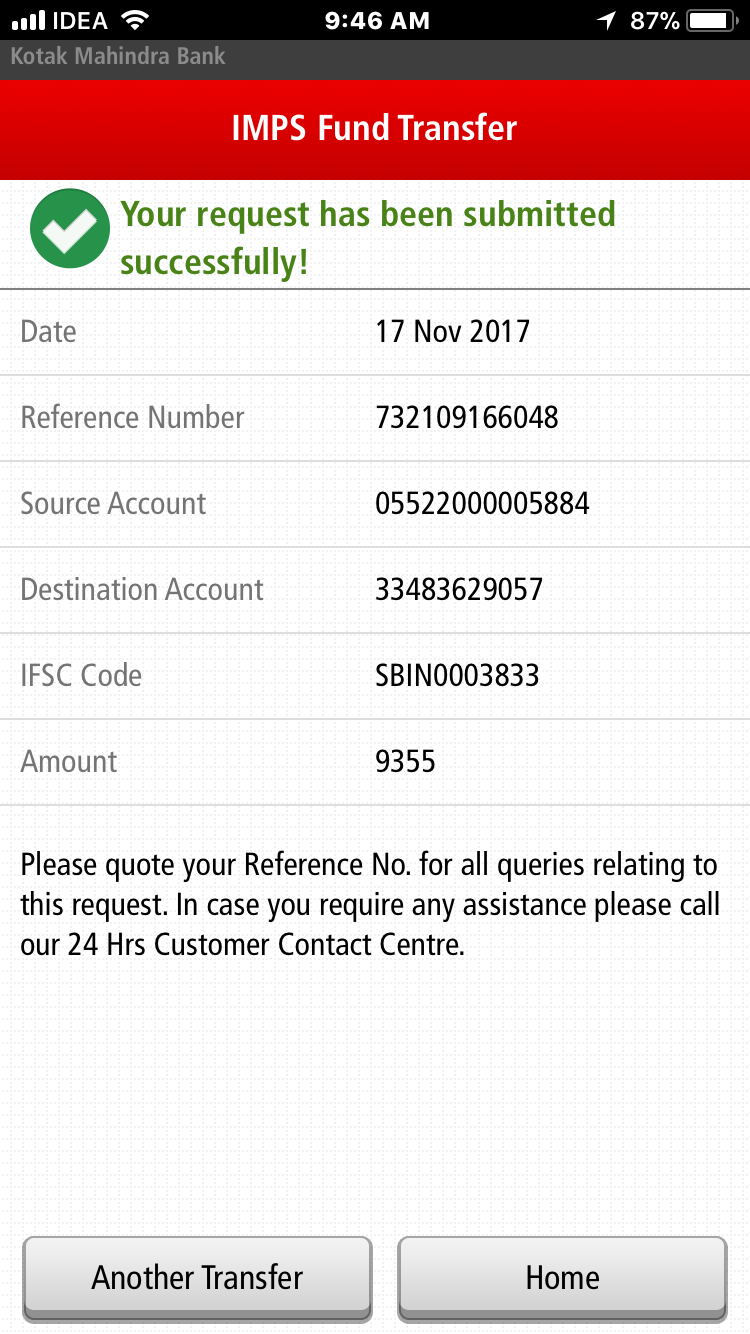 IDEA 9:46 AM 87%
Kotak Mahindra Bank
IMPS Fund Transfer
Your request has been submitted
successfully!
Date 17 Nov 2017
Reference Number 732109166048
Source Account 05522000005884
Destination Account 33483629057
IFSC Code SBIN0003833
Amount 9355
Please quote your Reference No. for all queries relating to
this request. In case you require any assistance please call
our 24 Hrs Customer Contact Centre.
Another Transfer Home